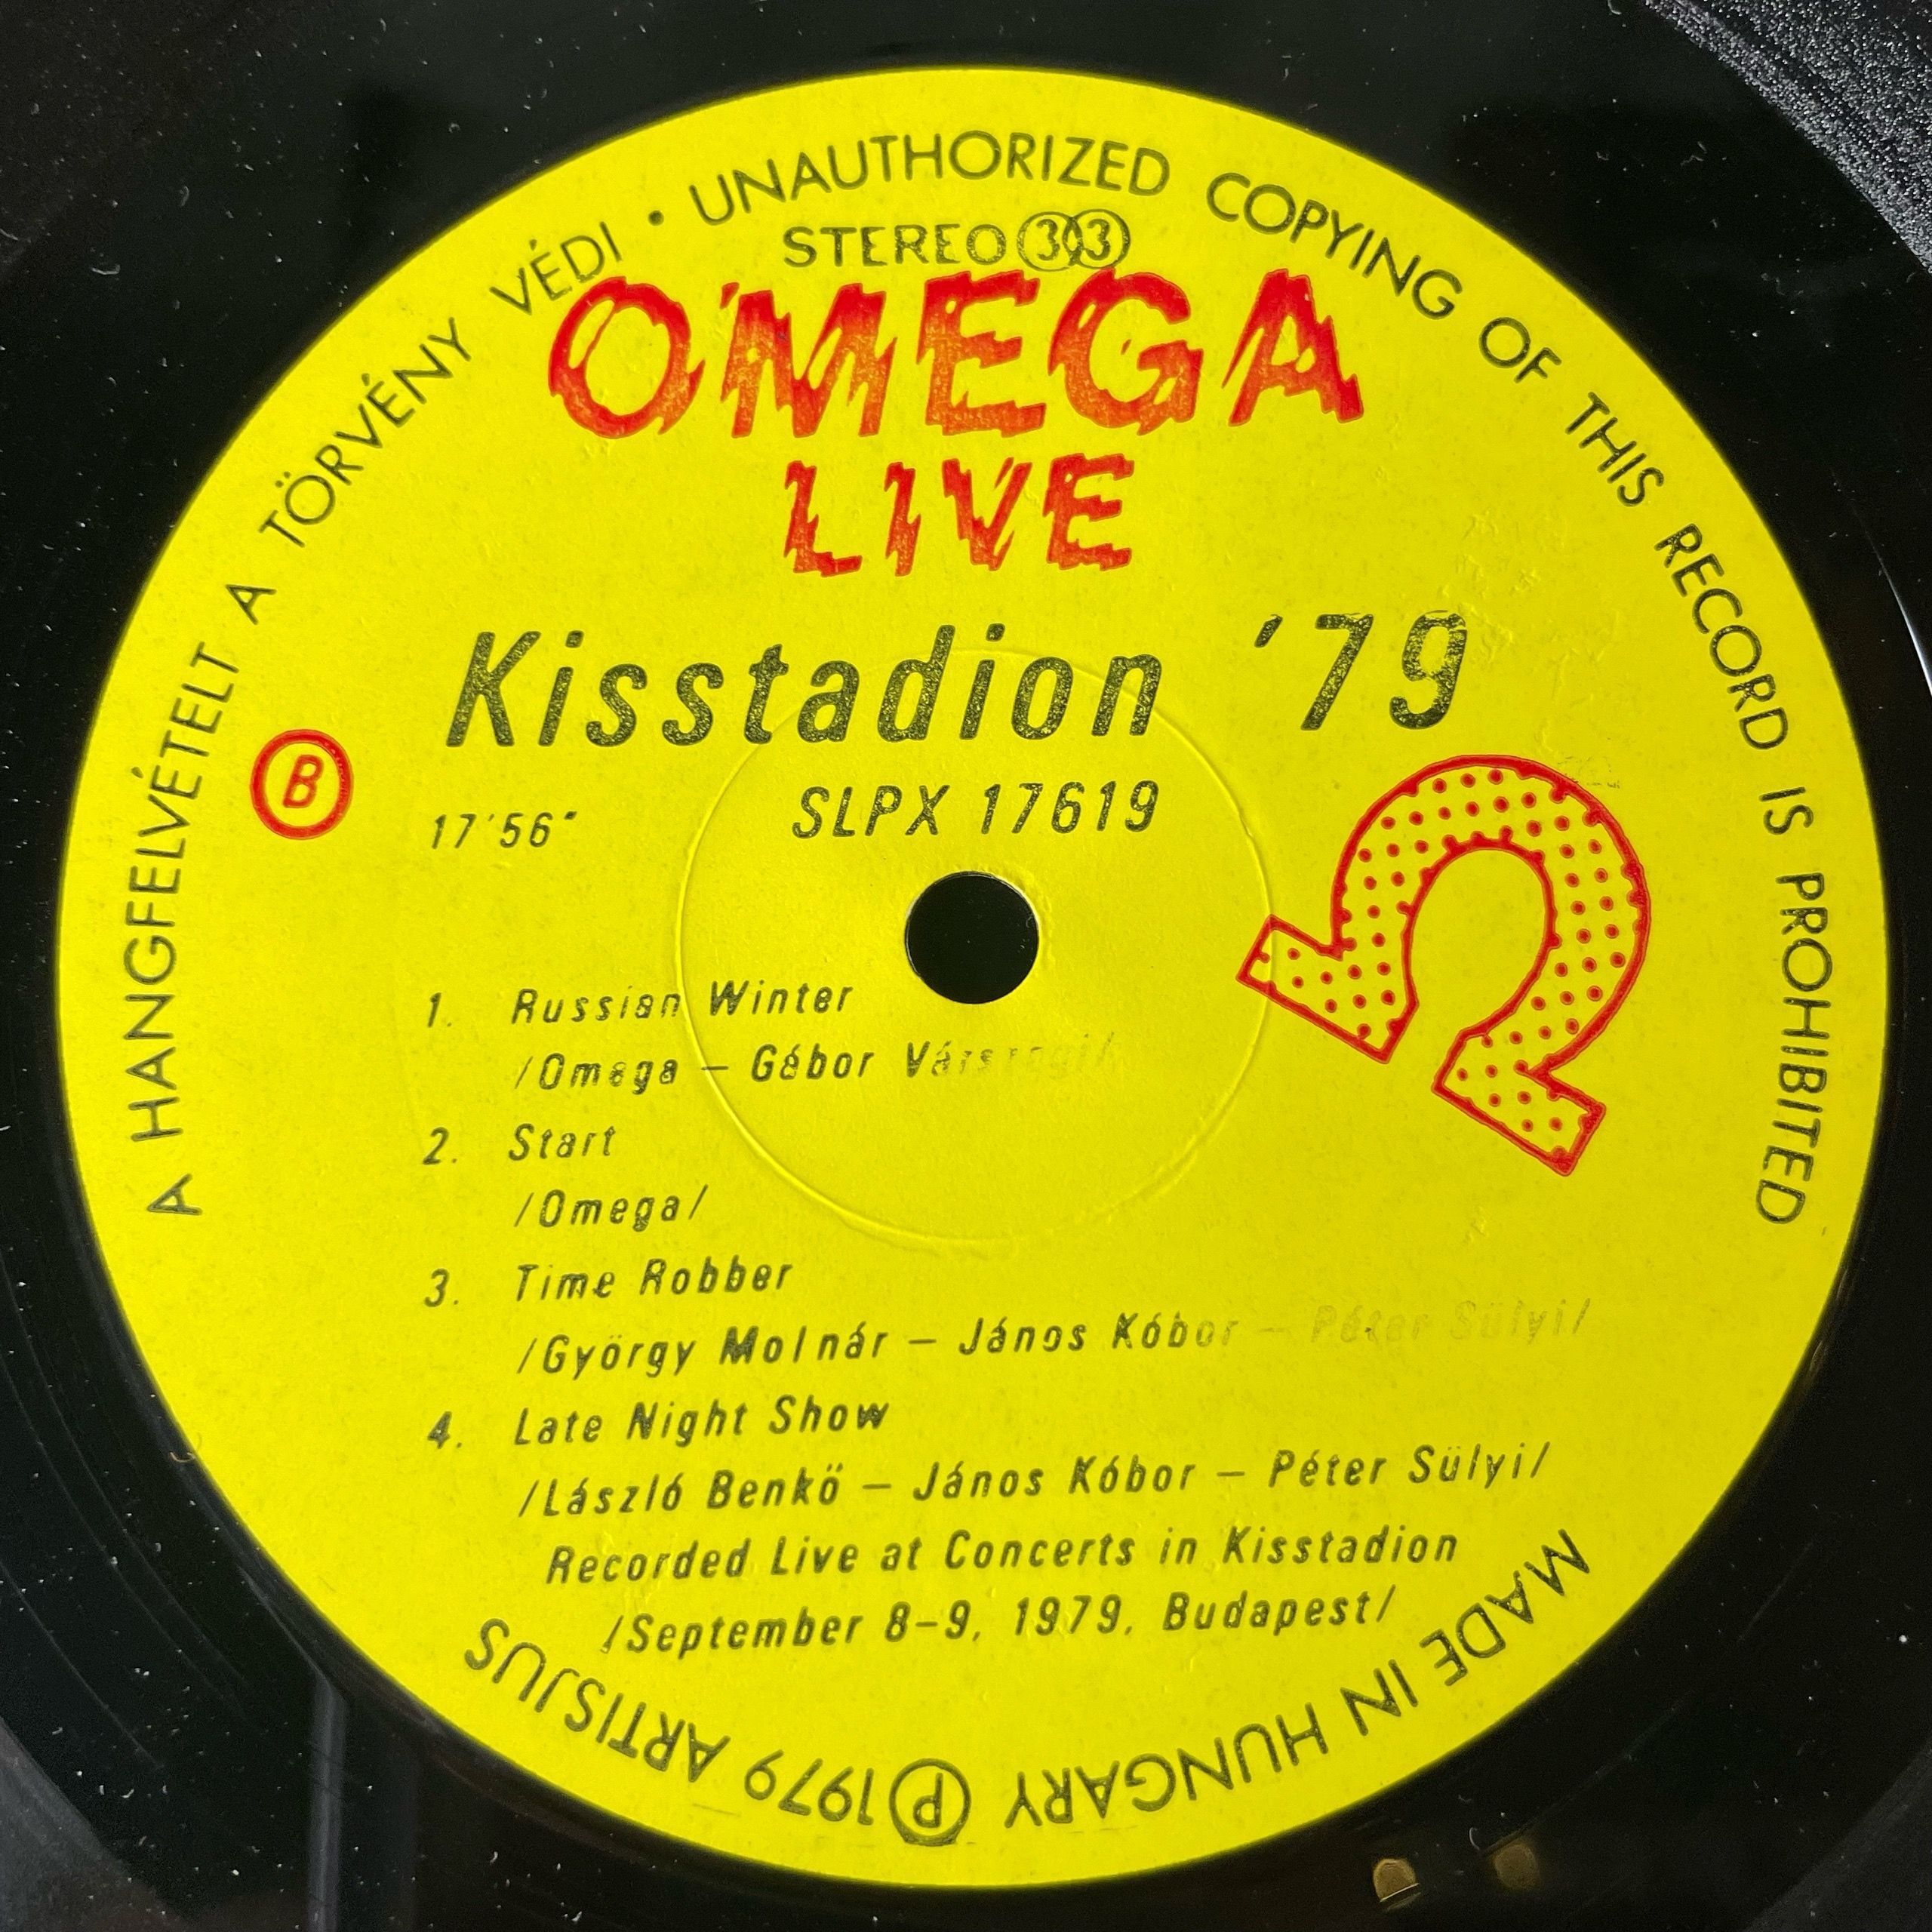 A HANGFELVÉTELT A TÖRVÉNY VÉDI • UNAUTHORIZED COPYING OF THIS RECORD IS PROHIBITED
STEREO 33
OMEGA
LIVE
Kisstadion '79
B
17'56"
SLPX 17619
Ω
1. Russian Winter
/Omega – Gábor Várszegi/
2. Start
/Omega/
3. Time Robber
/György Molnár – János Kóbor – Péter Sülyi/
4. Late Night Show
/László Benkö – János Kóbor – Péter Sülyi/
Recorded Live at Concerts in Kisstadion
/September 8–9, 1979, Budapest/
MADE IN HUNGARY ℗ 1979 ARTISJUS